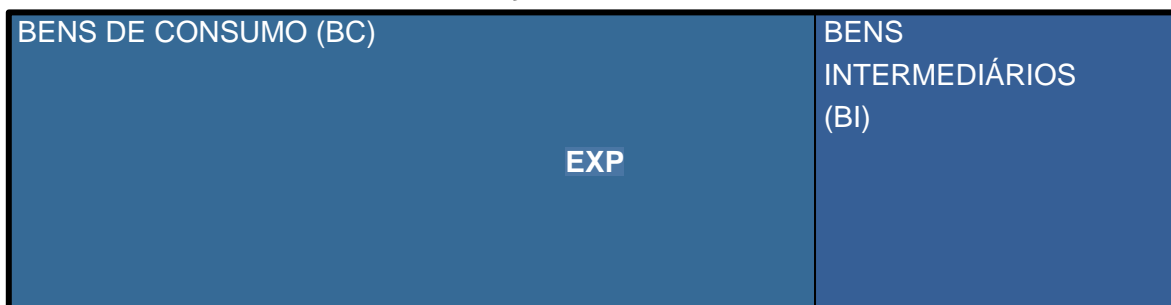 BENS DE CONSUMO (BC)
BENS
INTERMEDIÁRIOS
(BI)
EXP